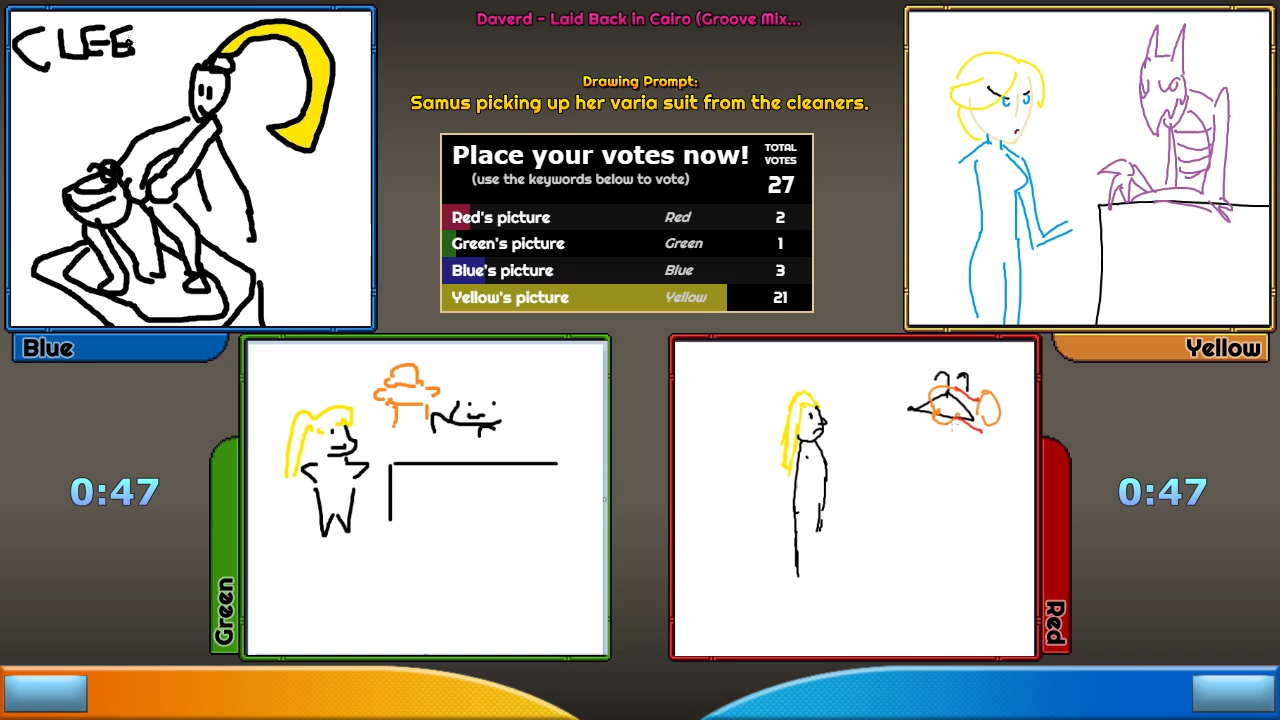 Daverd - Laid Back in Cairo (Groove Mix...
CLEE
Drawing Prompt:
Samus picking up her varia suit from the cleaners.
Place your votes now!
TOTAL
VOTES
(use the keywords below to vote)
27
Red's picture Red 2
Green's picture Green 1
Blue's picture Blue 3
Yellow's picture Yellow 21
Blue
Yellow
0:47
0:47
Green
Red